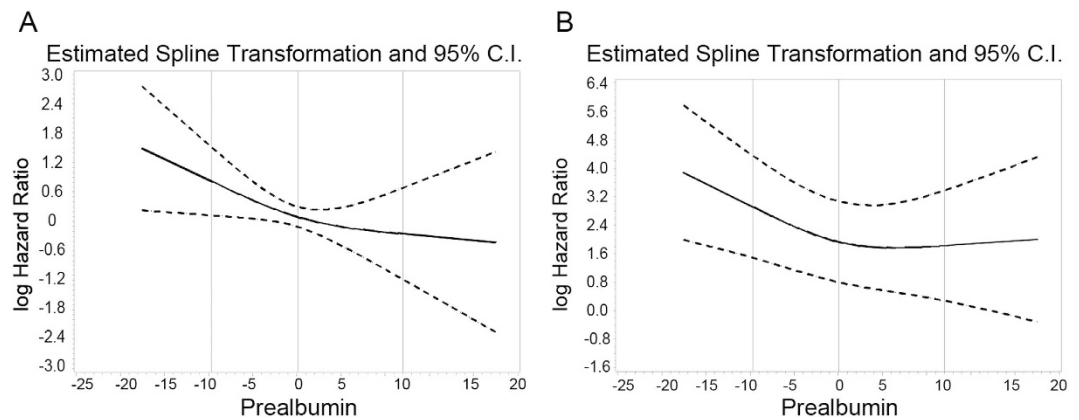 A
Estimated Spline Transformation and 95% C.I.
log Hazard Ratio
3.0
2.4
1.8
1.2
0.6
0
-0.6
-1.2
-1.8
-2.4
-3.0
-25 -20 -15 -10 -5 0 5 10 15 20
Prealbumin
B
Estimated Spline Transformation and 95% C.I.
log Hazard Ratio
6.4
5.6
4.8
4.0
3.2
2.4
1.6
0.8
0.0
-0.8
-1.6
-25 -20 -15 -10 -5 0 5 10 15 20
Prealbumin